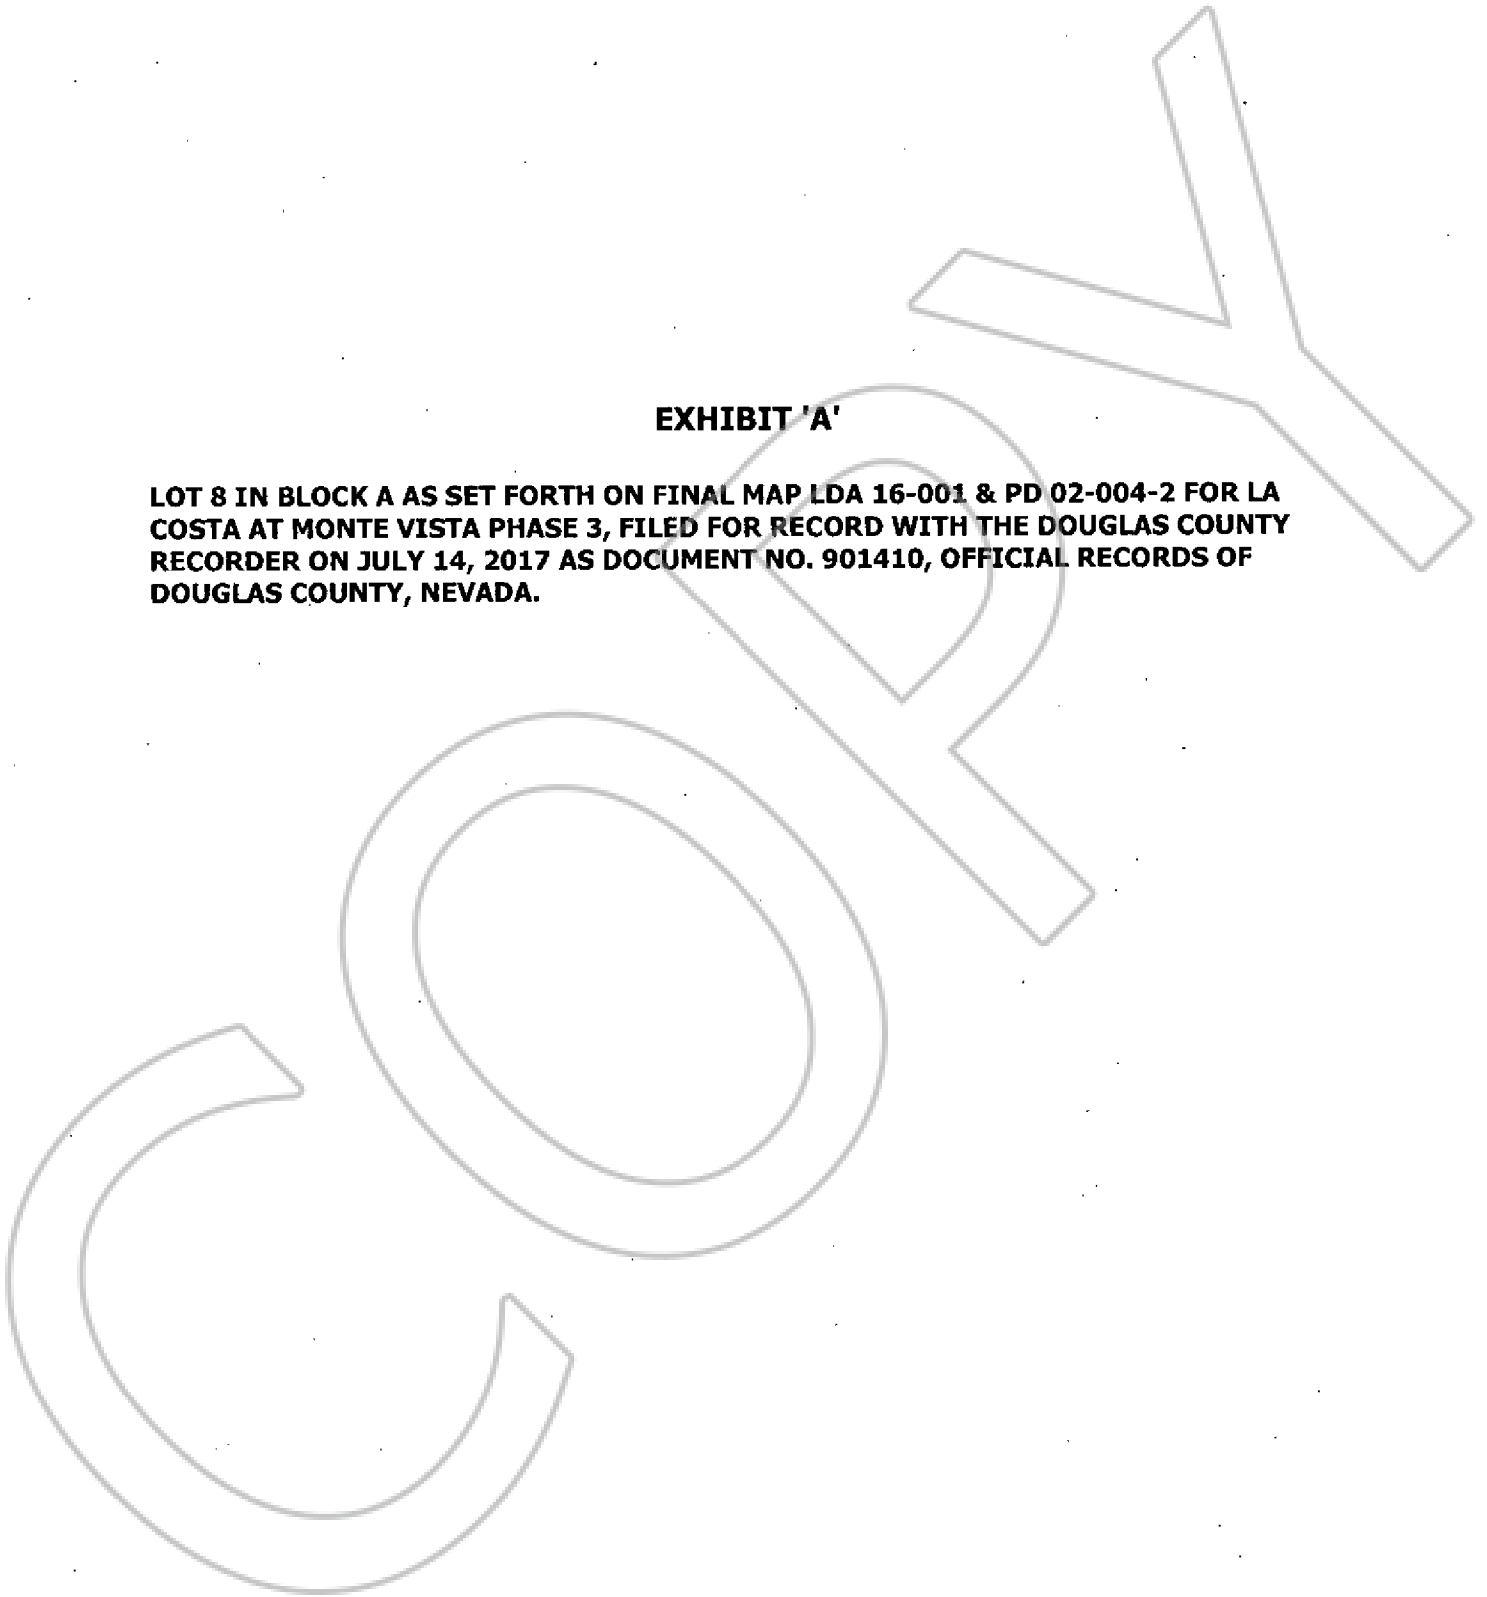 EXHIBIT 'A'
LOT 8 IN BLOCK A AS SET FORTH ON FINAL MAP LDA 16-001 & PD 02-004-2 FOR LA
COSTA AT MONTE VISTA PHASE 3, FILED FOR RECORD WITH THE DOUGLAS COUNTY
RECORDER ON JULY 14, 2017 AS DOCUMENT NO. 901410, OFFICIAL RECORDS OF
DOUGLAS COUNTY, NEVADA.
COPY